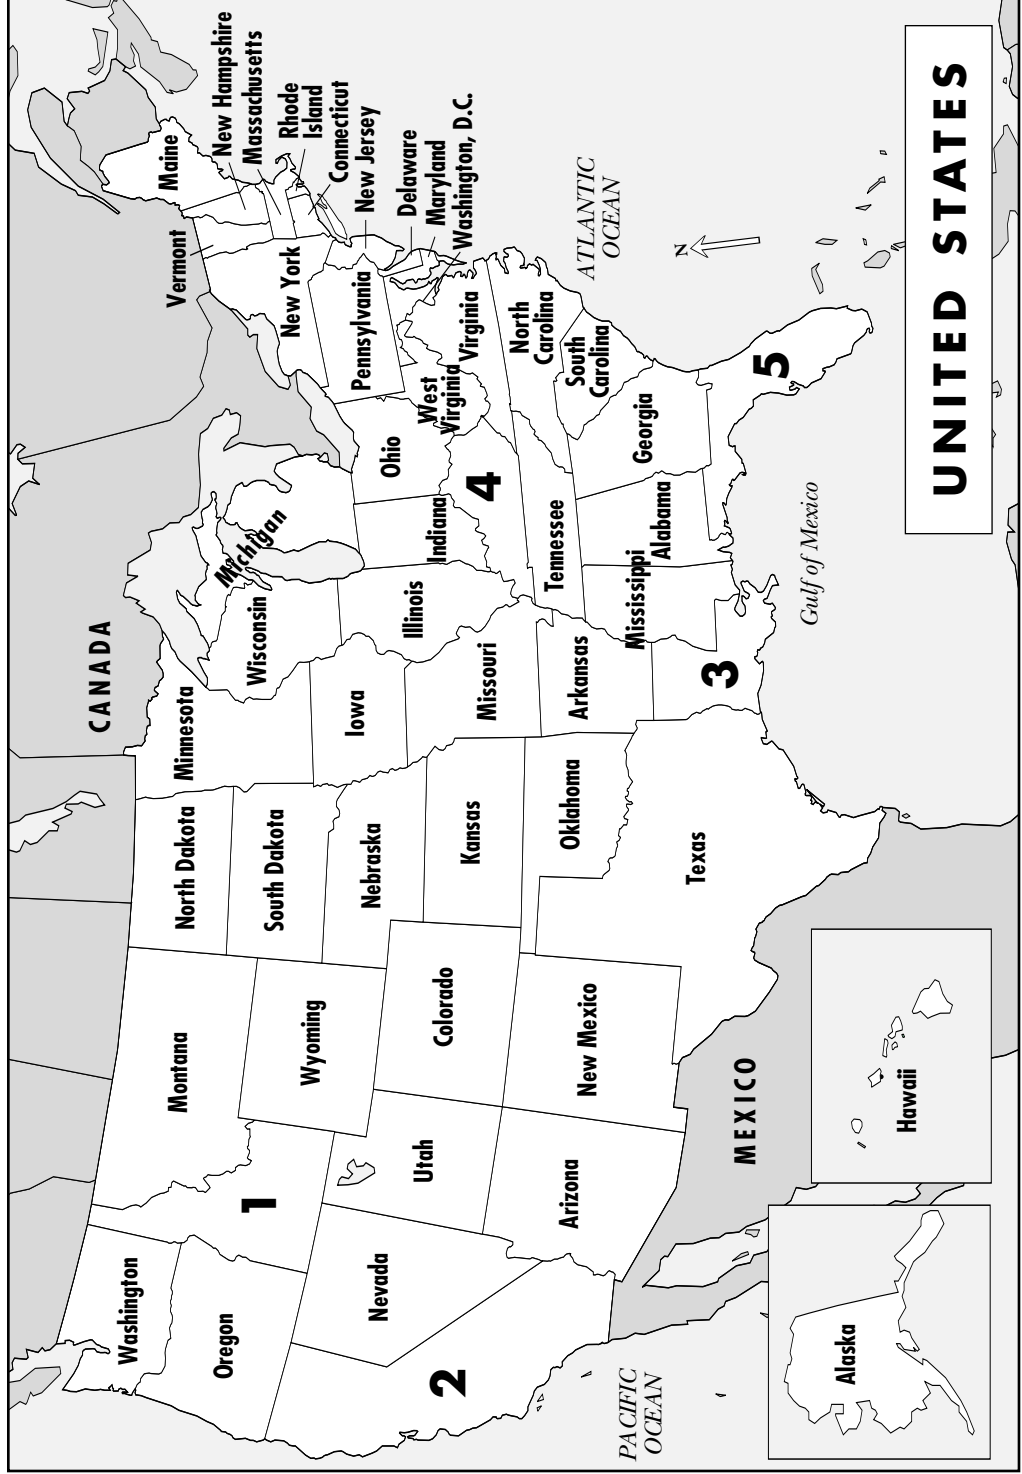 CANADA
Washington
Oregon
1
2
Nevada
Montana
Wyoming
Utah
Colorado
Arizona
New Mexico
North Dakota
South Dakota
Nebraska
Kansas
Oklahoma
Texas
Minnesota
Iowa
Missouri
Arkansas
3
Wisconsin
Illinois
Michigan
Indiana
Ohio
4
Tennessee
Mississippi
Alabama
Georgia
5
South
Carolina
North
Carolina
Virginia
West
Virginia
Pennsylvania
New York
Vermont
Maine
New Hampshire
Massachusetts
Rhode
Island
Connecticut
New Jersey
Delaware
Maryland
Washington, D.C.
ATLANTIC
OCEAN
N
Gulf of Mexico
MEXICO
PACIFIC
OCEAN
Alaska
Hawaii
UNITED STATES